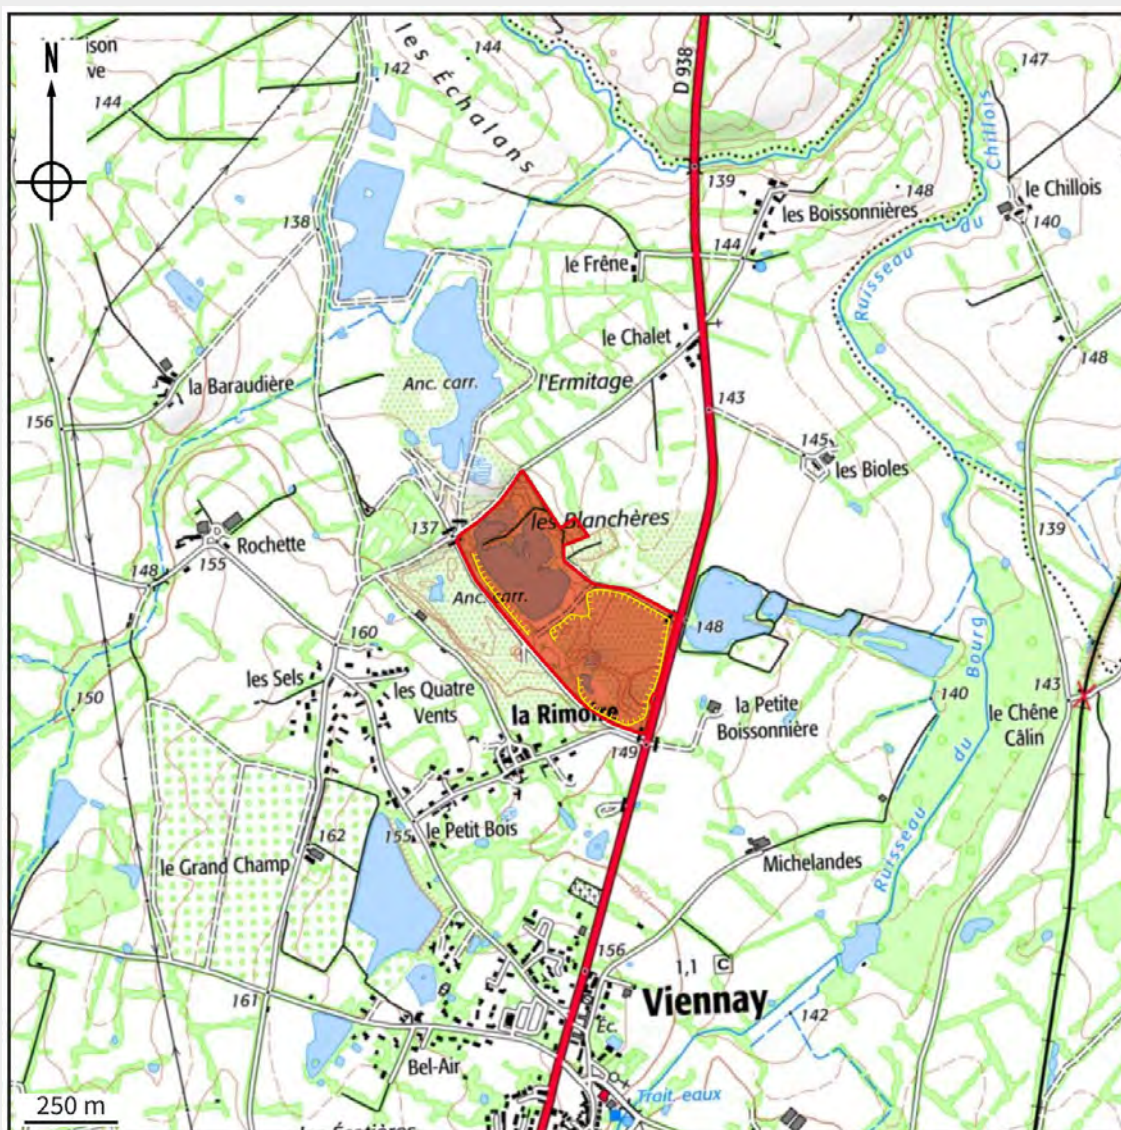 N
144
142
les Échalans
144
D 938
147
Chillois
du
Ruisseau
139
148
le Chillois
140
les Boissonnières
138
144
le Frêne
le Chalet
148
la Baraudière
Anc. carr.
l'Ermitage
156
143
145
les Bioles
137
les Blanchères
Rochette
155
139
148
Anc. carr.
148
160
les Sels
les Quatre
Vents
la Rimoire
la Petite
Boissonnière
140
143
le Chêne
Câlin
150
149
Bourg
du
Ruisseau
162
155
le Petit Bois
le Grand Champ
Michelandes
156
1,1
C
Viennay
161
142
Éc.
Bel-Air
Trait. eaux
250 m